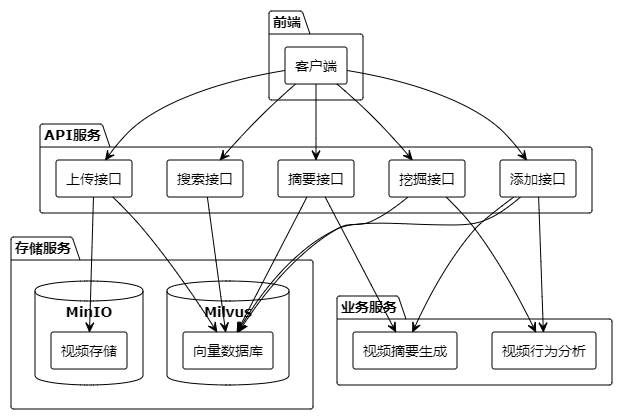 前端
客户端
API服务
上传接口
搜索接口
摘要接口
挖掘接口
添加接口
存储服务
MinIO
视频存储
Milvus
向量数据库
业务服务
视频摘要生成
视频行为分析